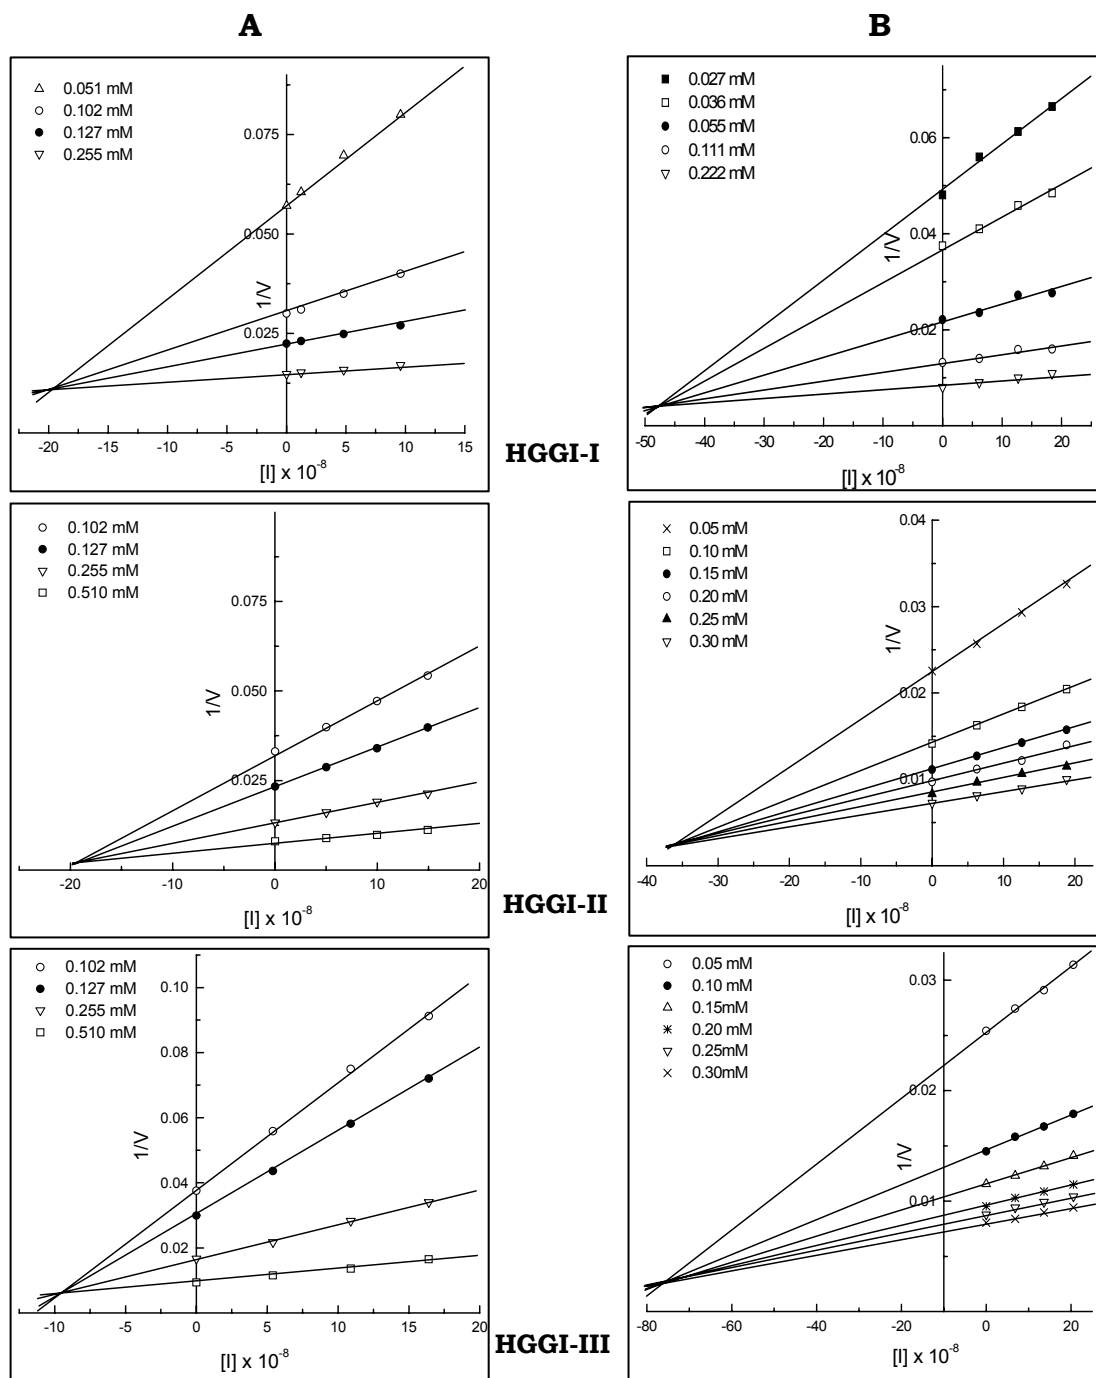 A
B
0.051 mM
0.102 mM
0.127 mM
0.255 mM
0.075
0.050
0.025
1/V
-20 -15 -10 -5 0 5 10 15
[I] x 10-8
0.027 mM
0.036 mM
0.055 mM
0.111 mM
0.222 mM
0.06
0.04
0.02
1/V
-50 -40 -30 -20 -10 0 10 20
[I] x 10-8
HGGI-I
0.102 mM
0.127 mM
0.255 mM
0.510 mM
0.075
0.050
0.025
1/V
-20 -10 0 10 20
[I] x 10-8
0.05 mM
0.10 mM
0.15 mM
0.20 mM
0.25 mM
0.30 mM
0.04
0.03
0.02
0.01
1/V
-40 -30 -20 -10 0 10 20
[I] x 10-8
HGGI-II
0.102 mM
0.127 mM
0.255 mM
0.510 mM
0.10
0.08
0.06
0.04
0.02
1/V
-10 -5 0 5 10 15 20
[I] x 10-8
0.05 mM
0.10 mM
0.15mM
0.20 mM
0.25mM
0.30mM
0.03
0.02
0.01
1/V
-80 -60 -40 -20 0 20
[I] x 10-8
HGGI-III